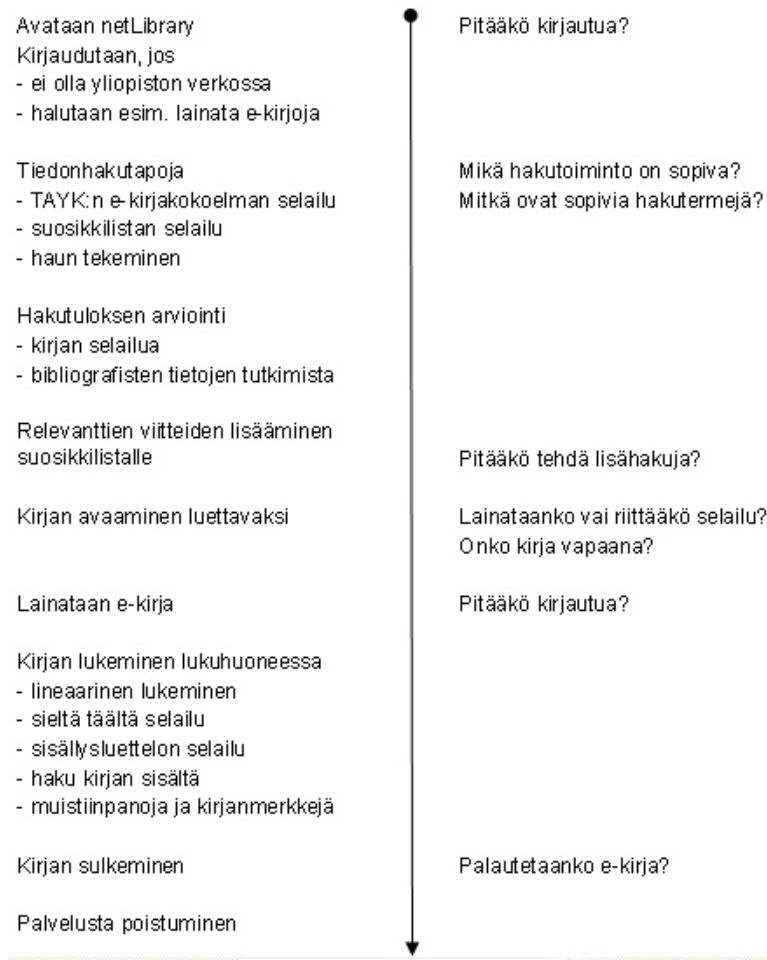 Avataan netLibrary
Pitääkö kirjautua?
Kirjaudutaan, jos
- ei olla yliopiston verkossa
- halutaan esim. lainata e-kirjoja
Tiedonhakutapoja
Mikä hakutoiminto on sopiva?
- TAYK:n e-kirjakokoelman selailu
Mitkä ovat sopivia hakutermejä?
- suosikkilistan selailu
- haun tekeminen
Hakutuloksen arviointi
- kirjan selailua
- bibliografisten tietojen tutkimista
Relevanttien viitteiden lisääminen
suosikkilistalle
Pitääkö tehdä lisähakuja?
Kirjan avaaminen luettavaksi
Lainataanko vai riittääkö selailu?
Onko kirja vapaana?
Lainataan e-kirja
Pitääkö kirjautua?
Kirjan lukeminen lukuhuoneessa
- lineaarinen lukeminen
- sieltä täältä selailu
- sisällysluettelon selailu
- haku kirjan sisältä
- muistiinpanoja ja kirjanmerkkejä
Kirjan sulkeminen
Palautetaanko e-kirja?
Palvelusta poistuminen